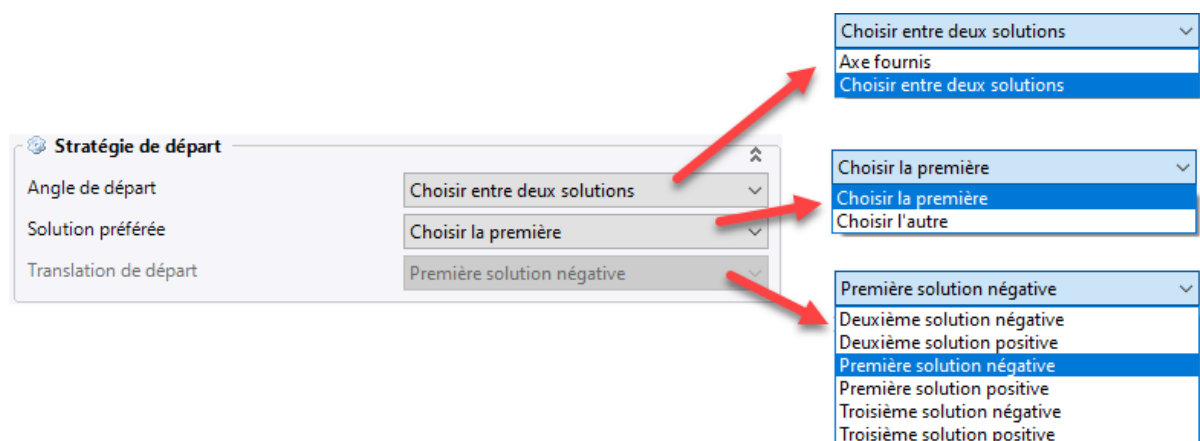 Stratégie de départ
Angle de départ
Choisir entre deux solutions
Solution préférée
Choisir la première
Translation de départ
Première solution négative
Choisir entre deux solutions
Axe fournis
Choisir entre deux solutions
Choisir la première
Choisir la première
Choisir l'autre
Première solution négative
Deuxième solution négative
Deuxième solution positive
Première solution négative
Première solution positive
Troisième solution négative
Troisième solution positive